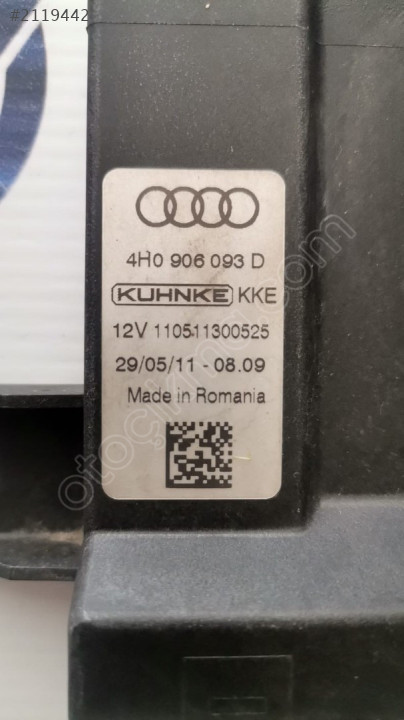 #2119442
4H0 906 093 D
KUHNKE KKE
12V 110511300525
29/05/11 - 08.09
Made in Romania
otoçikma.com